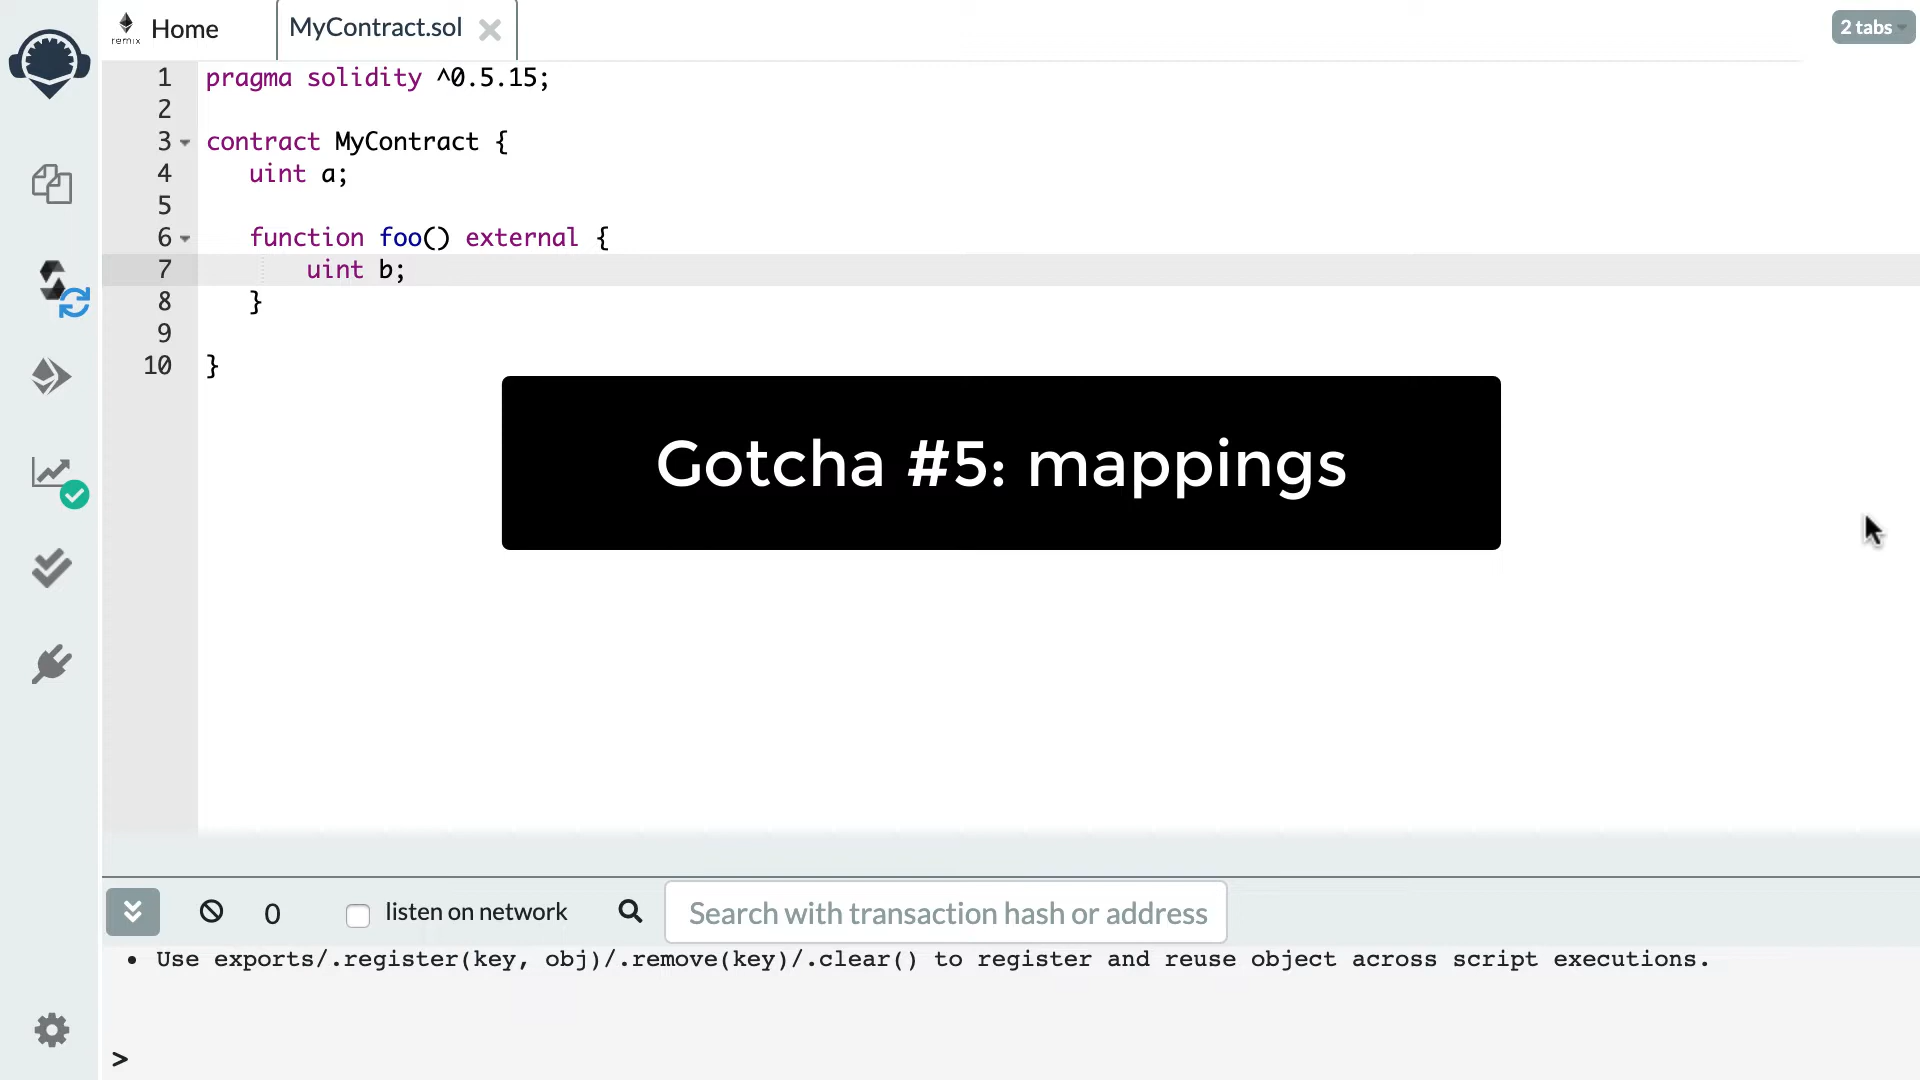 remix Home MyContract.sol 2 tabs
1 pragma solidity ^0.5.15;
2
3 contract MyContract {
4 uint a;
5
6 function foo() external {
7 uint b;
8 }
9
10 }
Gotcha #5: mappings
0 listen on network Search with transaction hash or address
• Use exports/.register(key, obj)/.remove(key)/.clear() to register and reuse object across script executions.
>